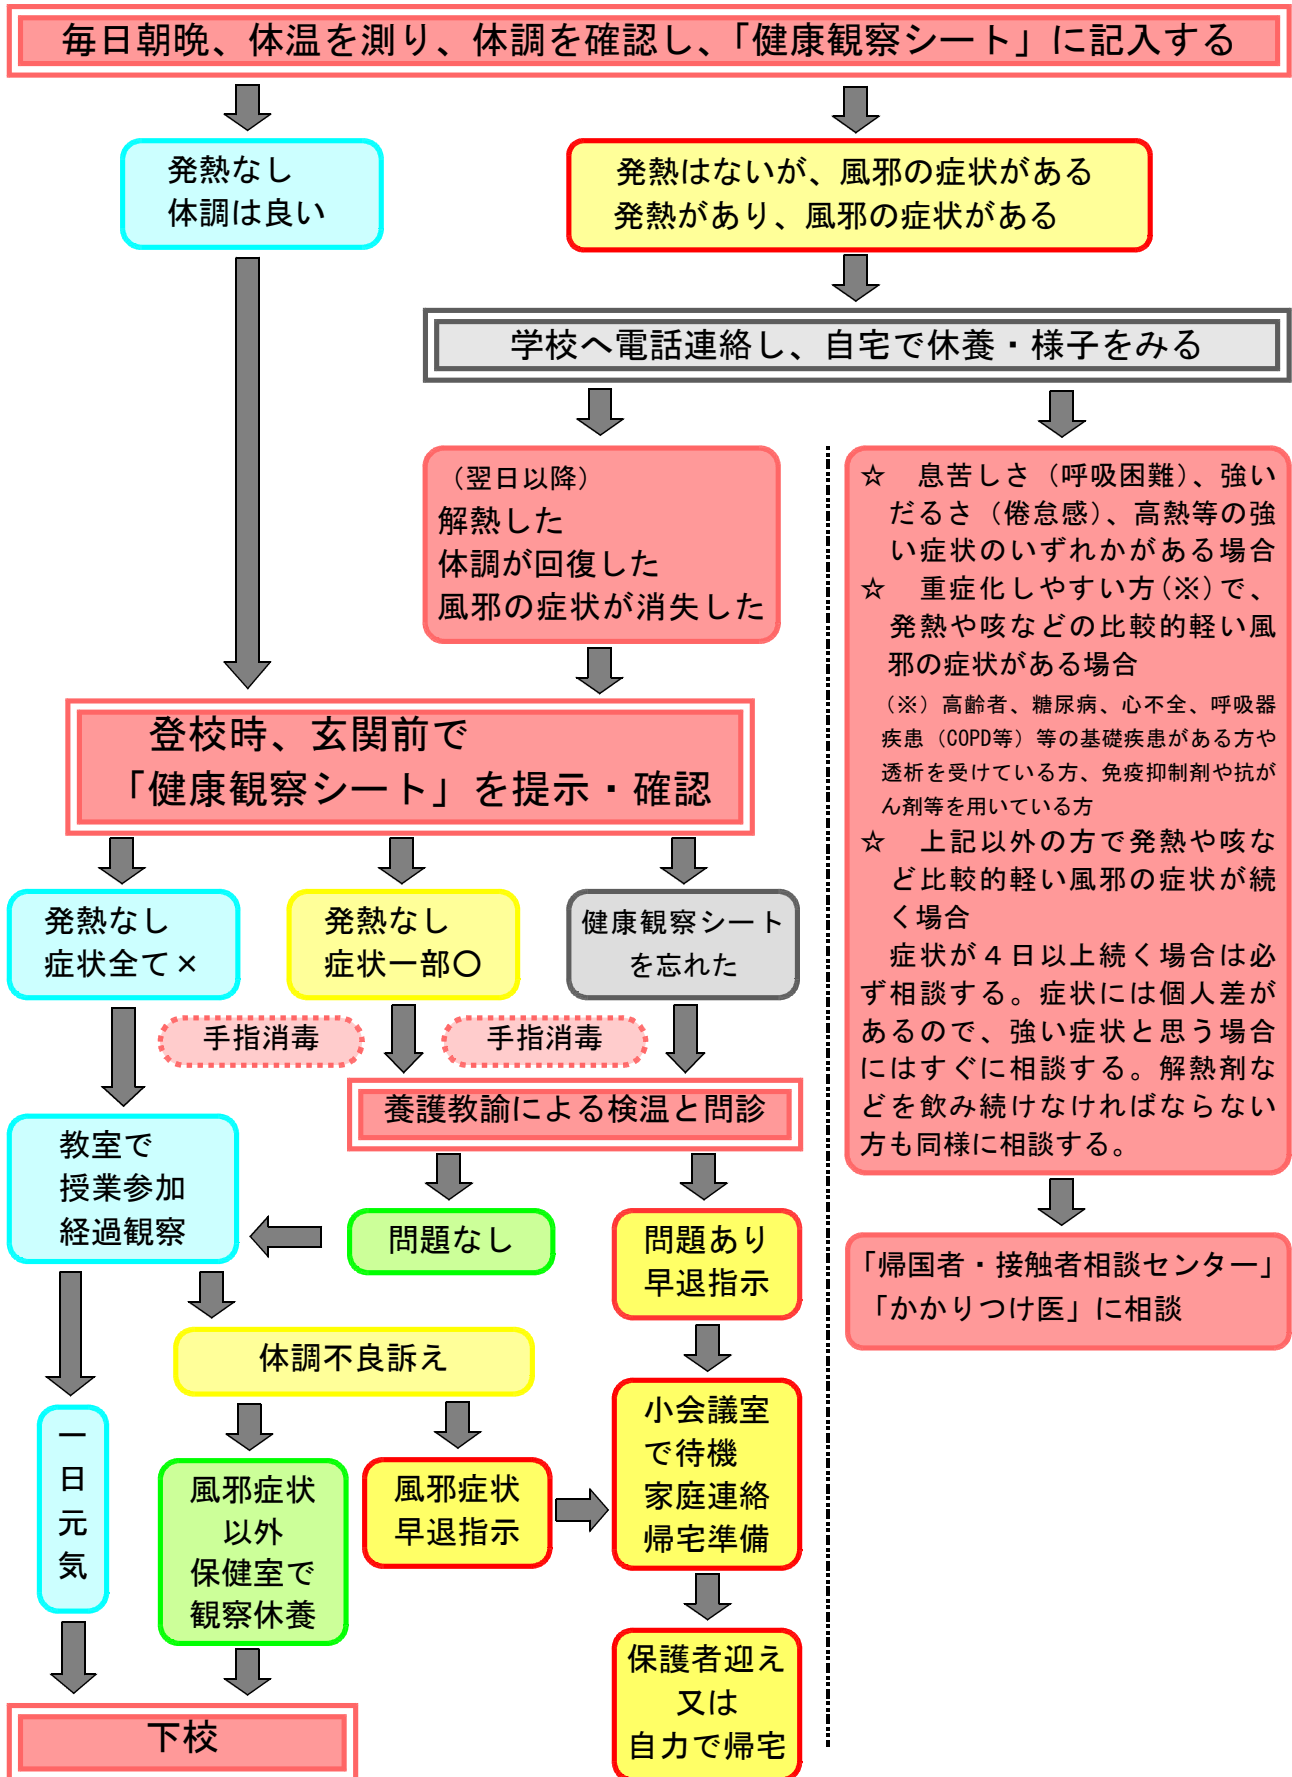 毎日朝晩、体温を測り、体調を確認し、「健康観察シート」に記入する
発熱なし
体調は良い
発熱はないが、風邪の症状がある
発熱があり、風邪の症状がある
学校へ電話連絡し、自宅で休養・様子をみる
（翌日以降）
解熱した
体調が回復した
風邪の症状が消失した
☆　息苦しさ（呼吸困難）、強い
だるさ（倦怠感）、高熱等の強
い症状のいずれかがある場合
☆　重症化しやすい方(※)で、
発熱や咳などの比較的軽い風
邪の症状がある場合
（※）高齢者、糖尿病、心不全、呼吸器
疾患（COPD等）等の基礎疾患がある方や
透析を受けている方、免疫抑制剤や抗が
ん剤等を用いている方
☆　上記以外の方で発熱や咳な
ど比較的軽い風邪の症状が続
く場合
症状が４日以上続く場合は必
ず相談する。症状には個人差が
あるので、強い症状と思う場合
にはすぐに相談する。解熱剤な
どを飲み続けなければならない
方も同様に相談する。
「帰国者・接触者相談センター」
「かかりつけ医」に相談
登校時、玄関前で
「健康観察シート」を提示・確認
発熱なし
症状全て×
発熱なし
症状一部〇
健康観察シート
を忘れた
手指消毒
手指消毒
養護教諭による検温と問診
教室で
授業参加
経過観察
問題なし
問題あり
早退指示
体調不良訴え
一
日
元
気
風邪症状
以外
保健室で
観察休養
風邪症状
早退指示
小会議室
で待機
家庭連絡
帰宅準備
保護者迎え
又は
自力で帰宅
下校